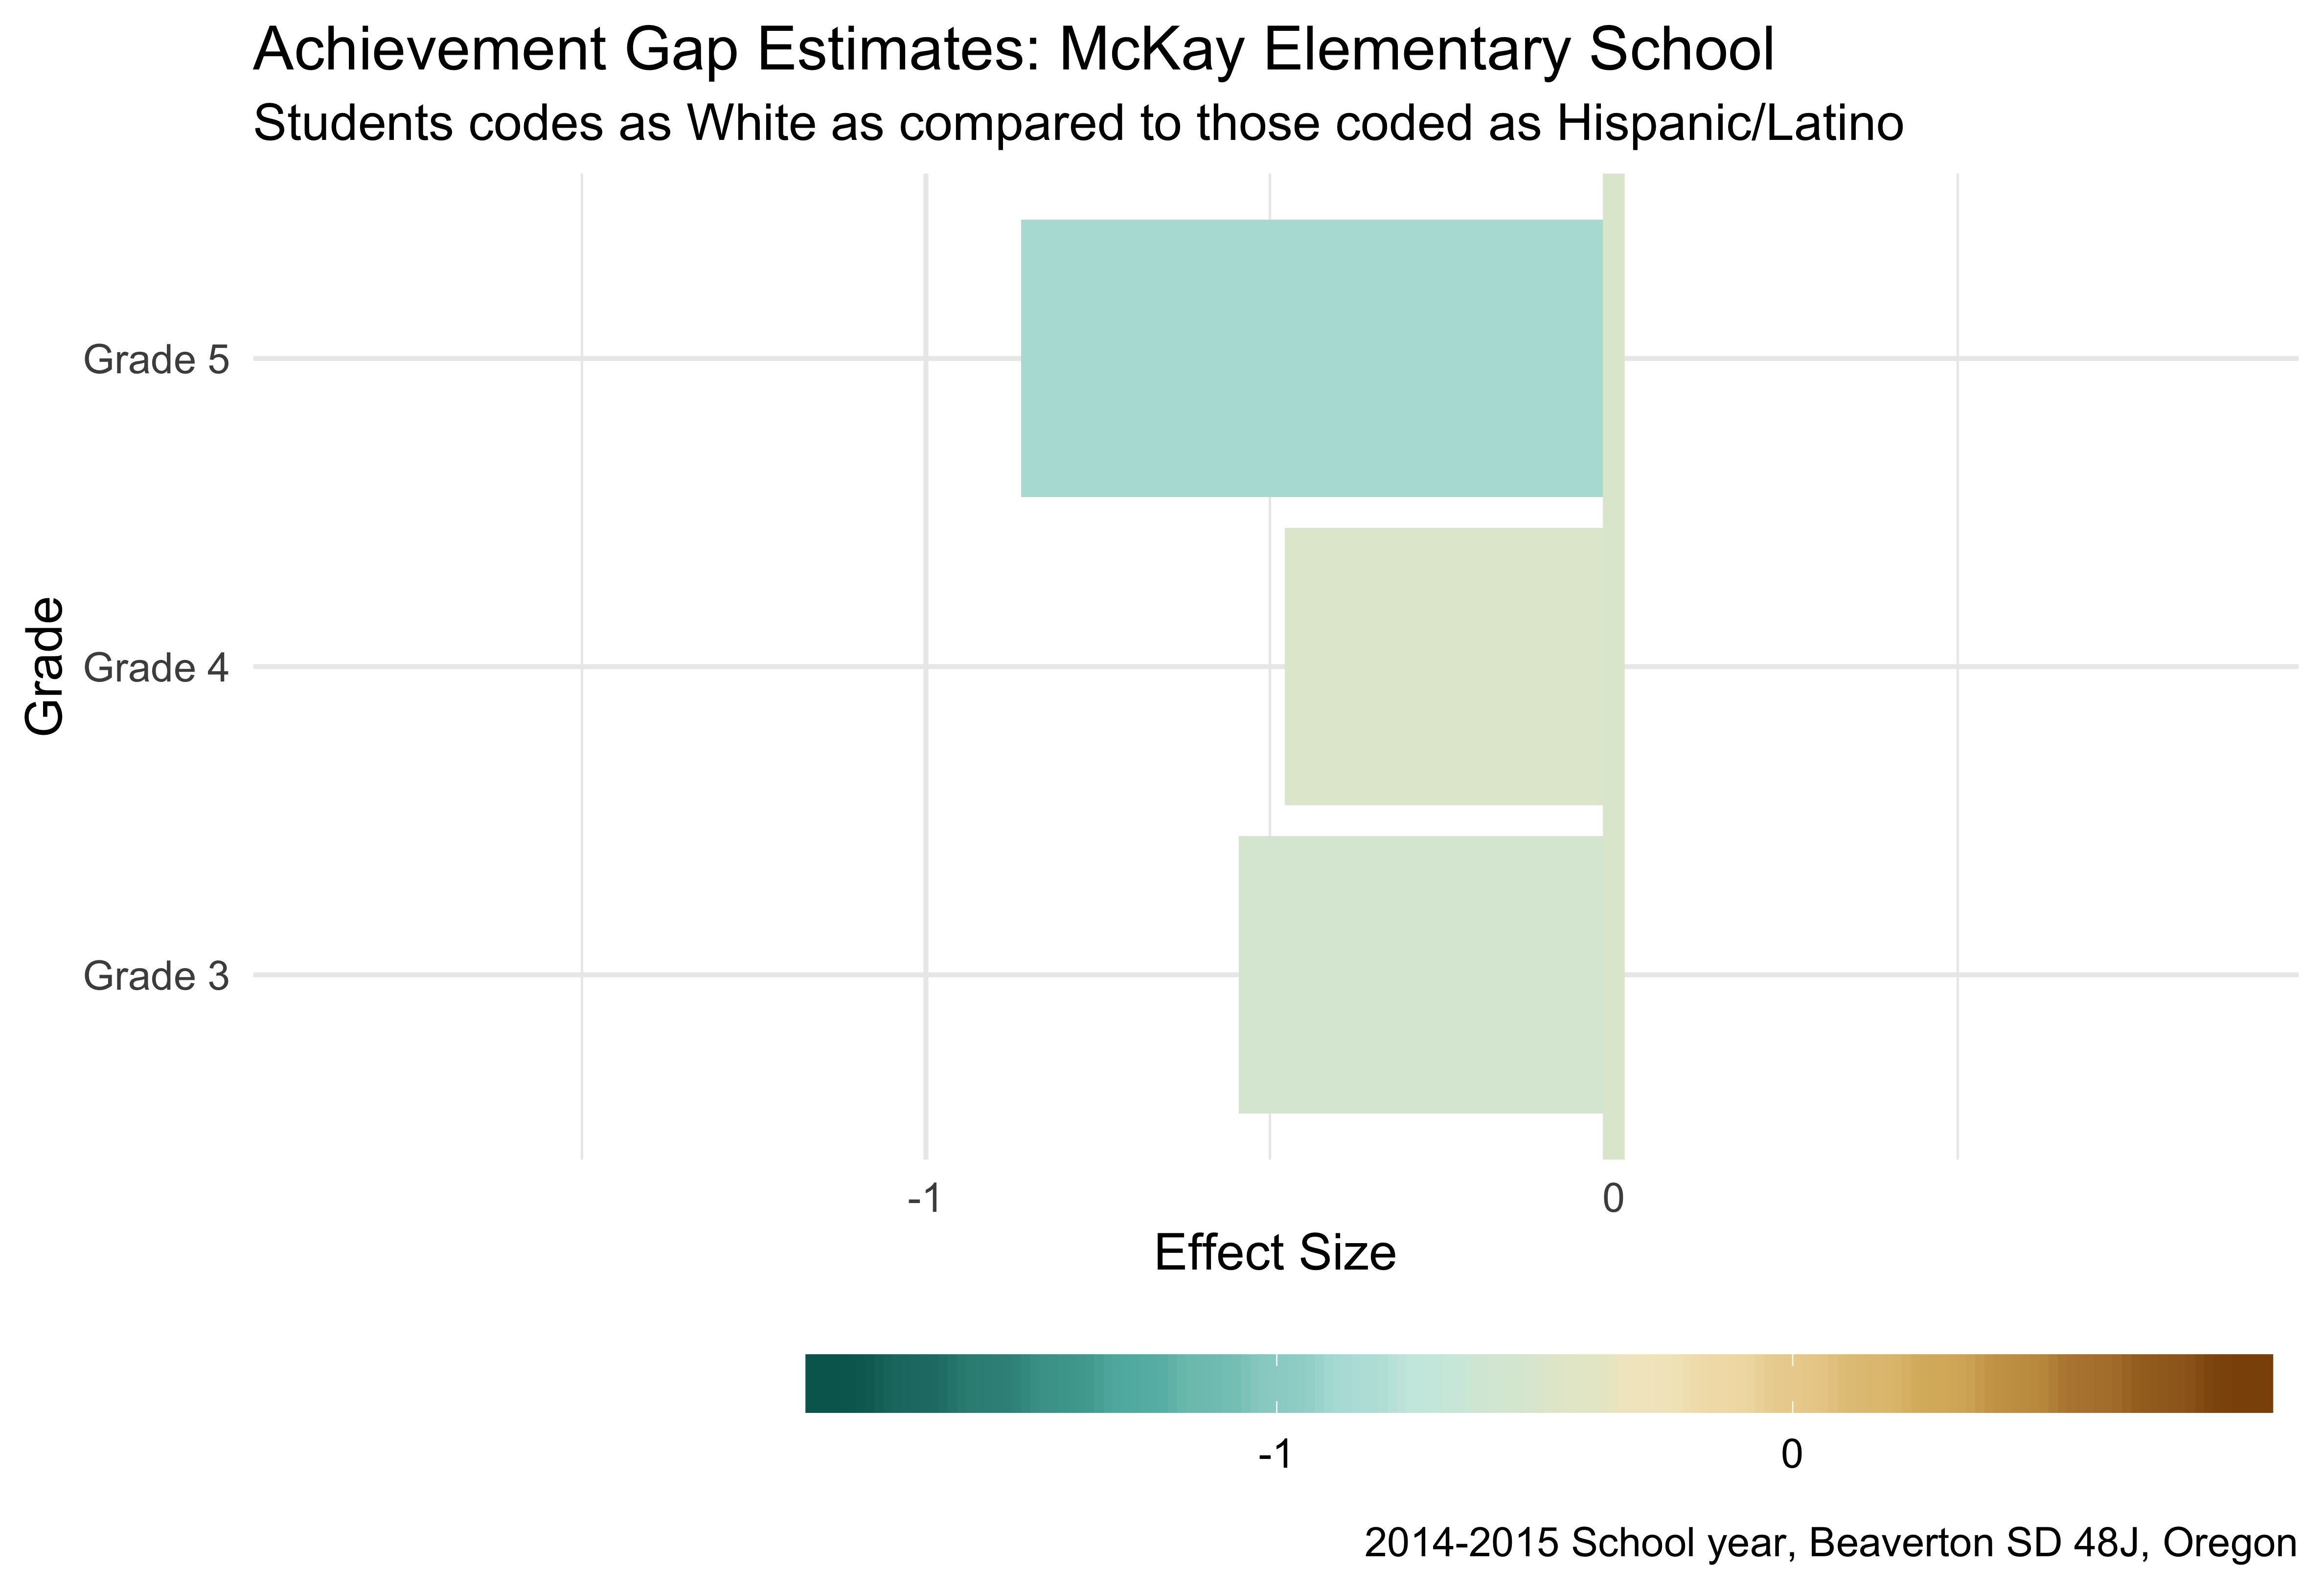 Achievement Gap Estimates: McKay Elementary School
Students codes as White as compared to those coded as Hispanic/Latino
Grade
Grade 5
Grade 4
Grade 3
-1
0
Effect Size
-1
0
2014-2015 School year, Beaverton SD 48J, Oregon